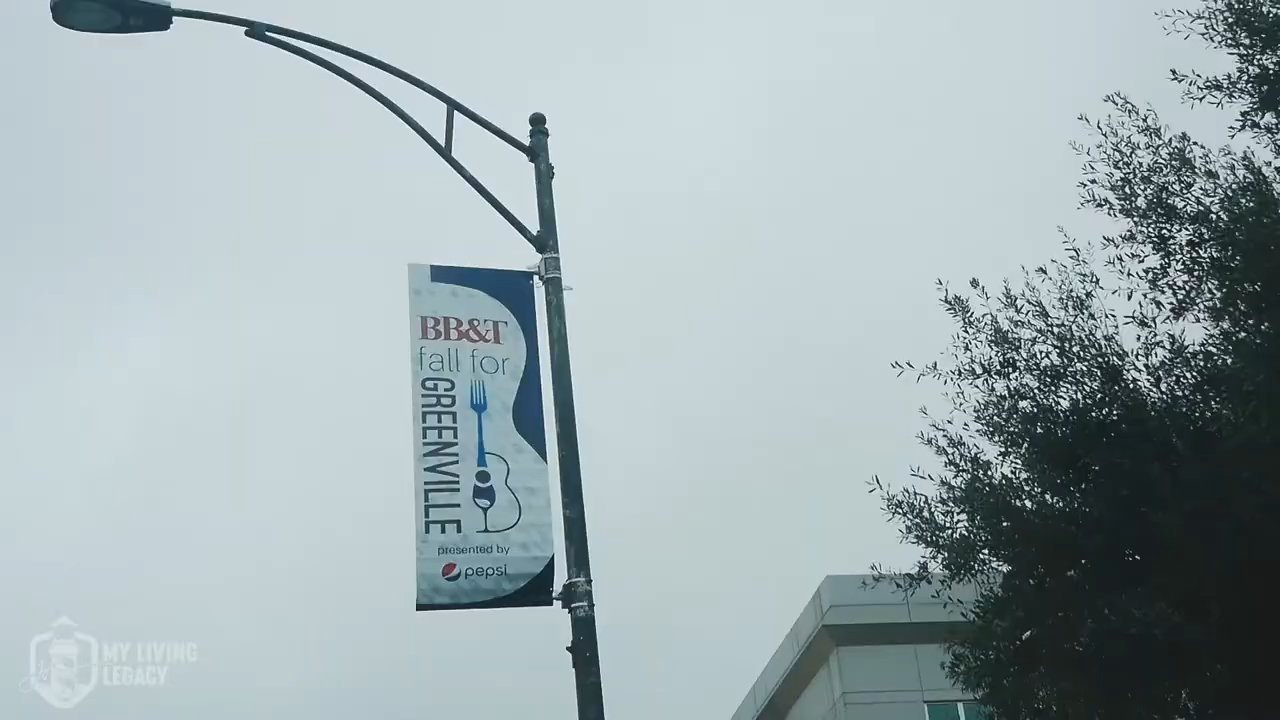 BB&T
fall for
GREENVILLE
presented by
pepsi
MY LIVING
LEGACY